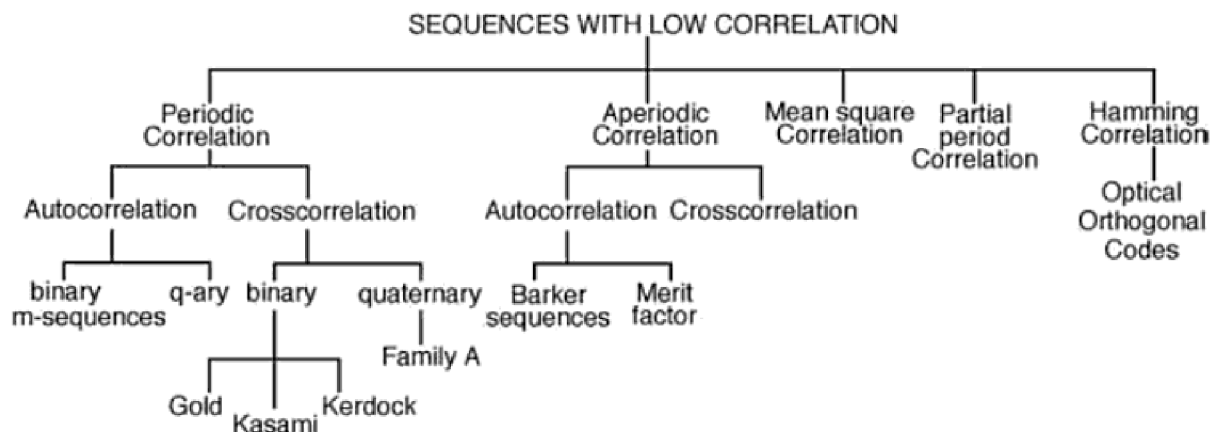 SEQUENCES WITH LOW CORRELATION
Periodic
Correlation
Aperiodic
Correlation
Mean square
Correlation
Partial
period
Correlation
Hamming
Correlation
Autocorrelation
Crosscorrelation
Autocorrelation
Crosscorrelation
Optical
Orthogonal
Codes
binary
m-sequences
q-ary
binary
quaternary
Barker
sequences
Merit
factor
Family A
Gold
Kasami
Kerdock